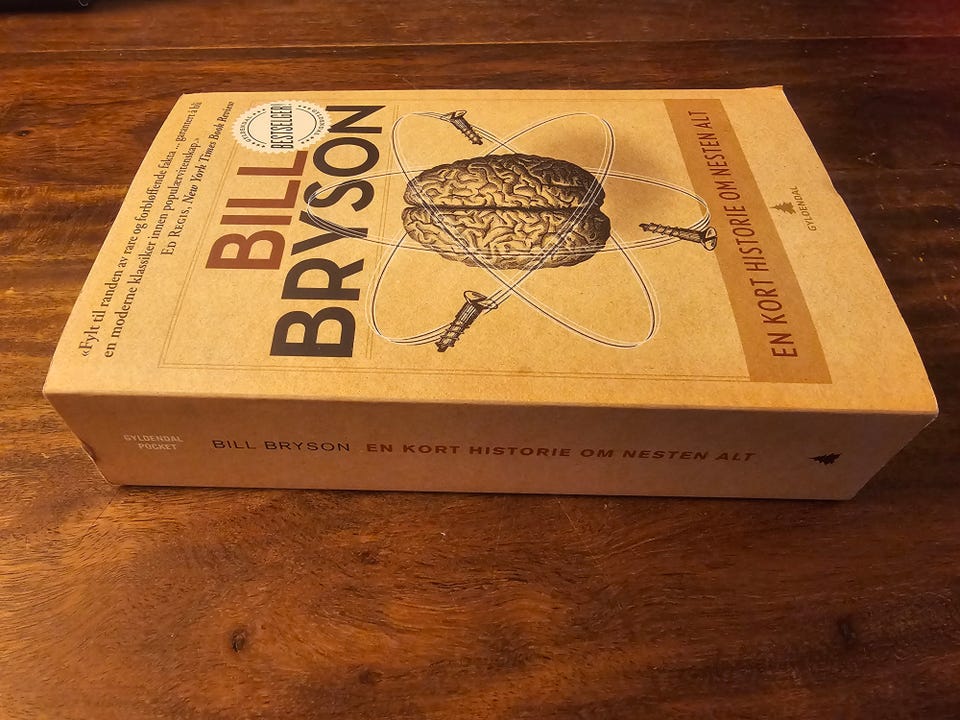 «Fylt til randen av rare og forbløffende fakta ... garantert å bli
en moderne klassiker innen populærvitenskap.»
ED REGIS, New York Times Book Review
BESTSELGER!
BILL
BRYSON
EN KORT HISTORIE OM NESTEN ALT
GYLDENDAL
GYLDENDAL
POCKET
BILL BRYSON EN KORT HISTORIE OM NESTEN ALT